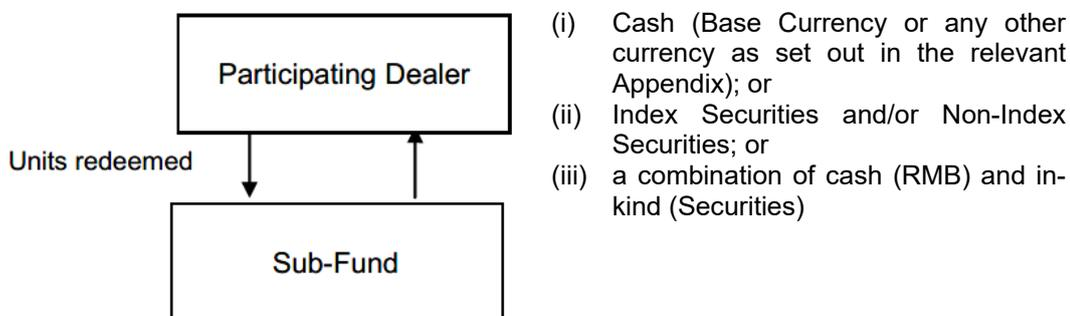 Participating Dealer
Units redeemed
Sub-Fund
(i) Cash (Base Currency or any other
currency as set out in the relevant
Appendix); or
(ii) Index Securities and/or Non-Index
Securities; or
(iii) a combination of cash (RMB) and in-
kind (Securities)